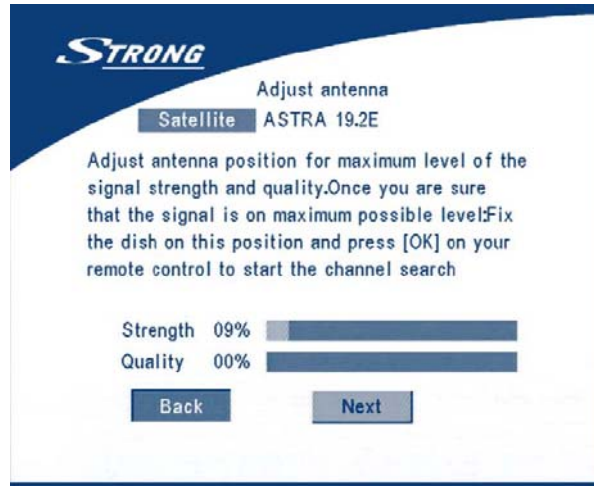 STRONG
Adjust antenna
Satellite ASTRA 19.2E
Adjust antenna position for maximum level of the
signal strength and quality.Once you are sure
that the signal is on maximum possible level:Fix
the dish on this position and press [OK] on your
remote control to start the channel search
Strength 09%
Quality 00%
Back Next